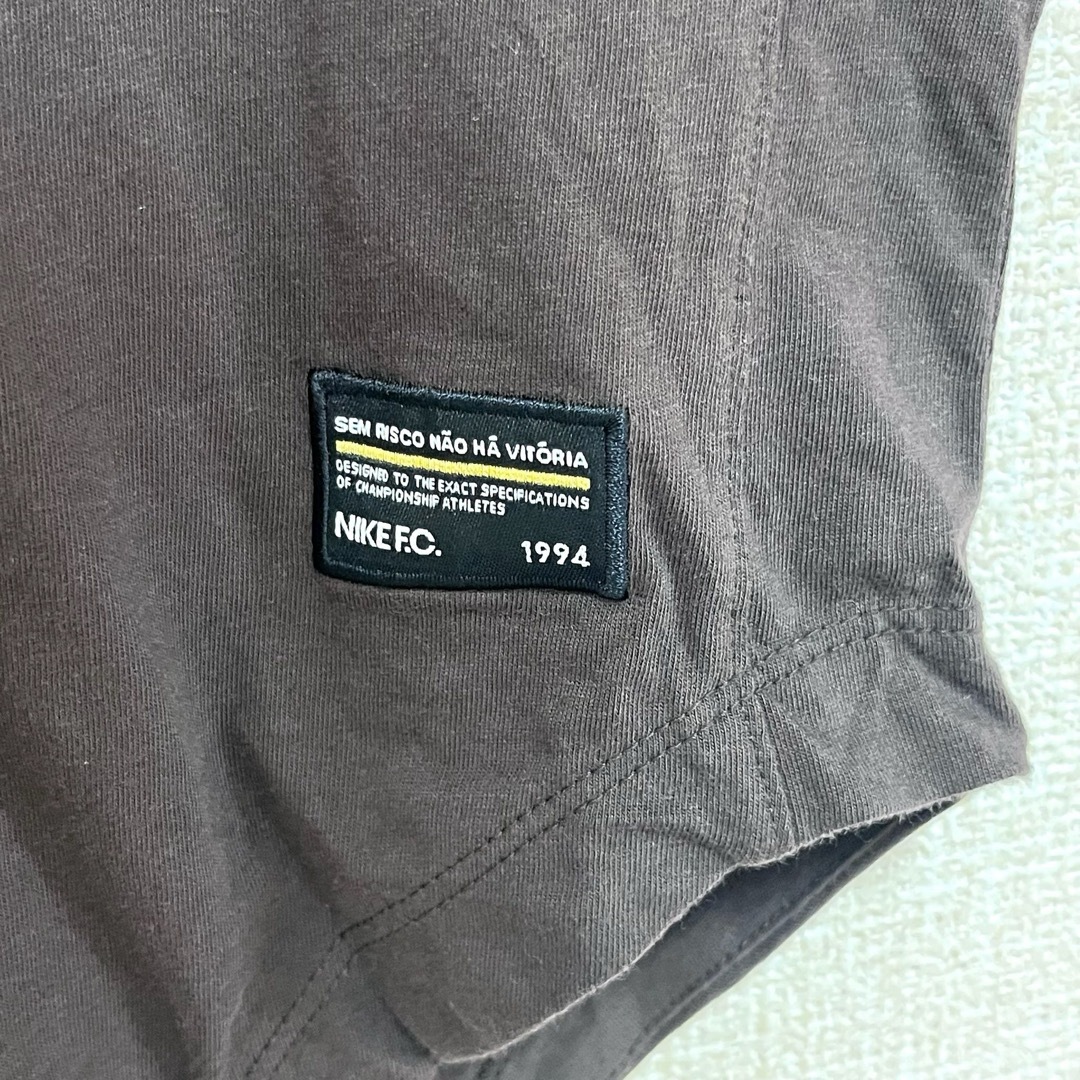 SEM RISCO NÃO HÁ VITÓRIA
DESIGNED TO THE EXACT SPECIFICATIONS
OF CHAMPIONSHIP ATHLETES
NIKE F.C. 1994